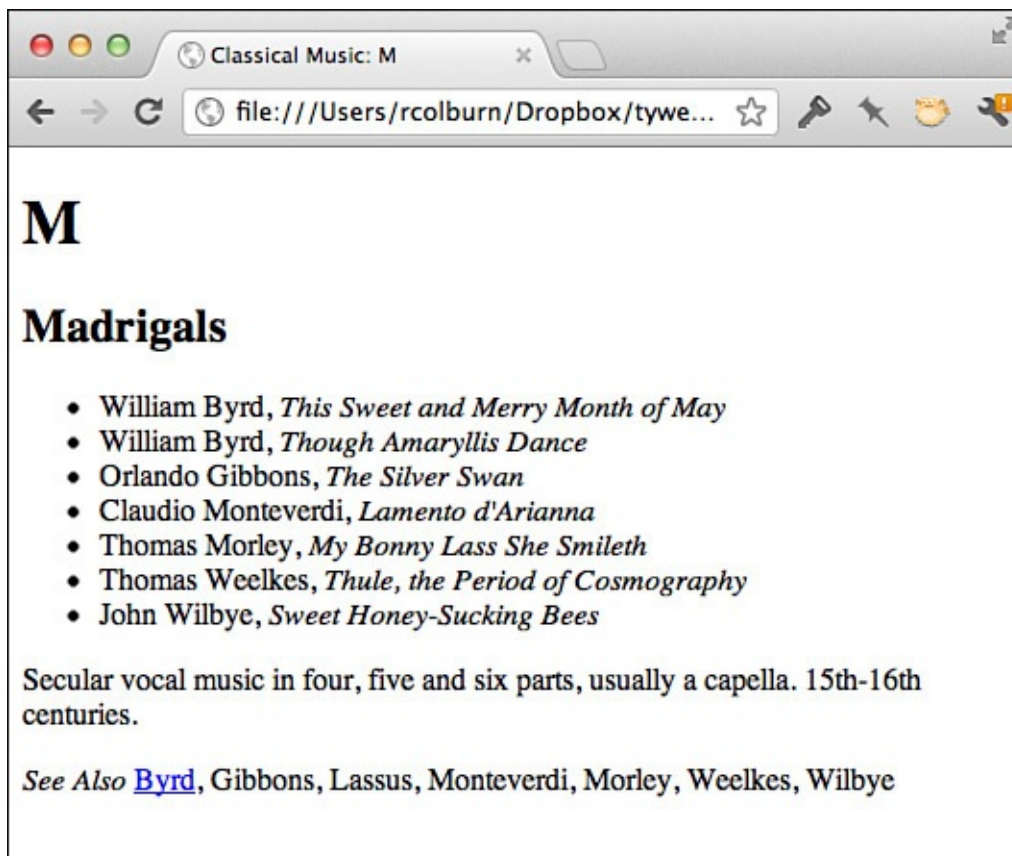 Classical Music: M
file:///Users/rcolburn/Dropbox/tywe...
M
Madrigals
• William Byrd, This Sweet and Merry Month of May
• William Byrd, Though Amaryllis Dance
• Orlando Gibbons, The Silver Swan
• Claudio Monteverdi, Lamento d'Arianna
• Thomas Morley, My Bonny Lass She Smileth
• Thomas Weelkes, Thule, the Period of Cosmography
• John Wilbye, Sweet Honey-Sucking Bees
Secular vocal music in four, five and six parts, usually a capella. 15th-16th
centuries.
See Also Byrd, Gibbons, Lassus, Monteverdi, Morley, Weelkes, Wilbye